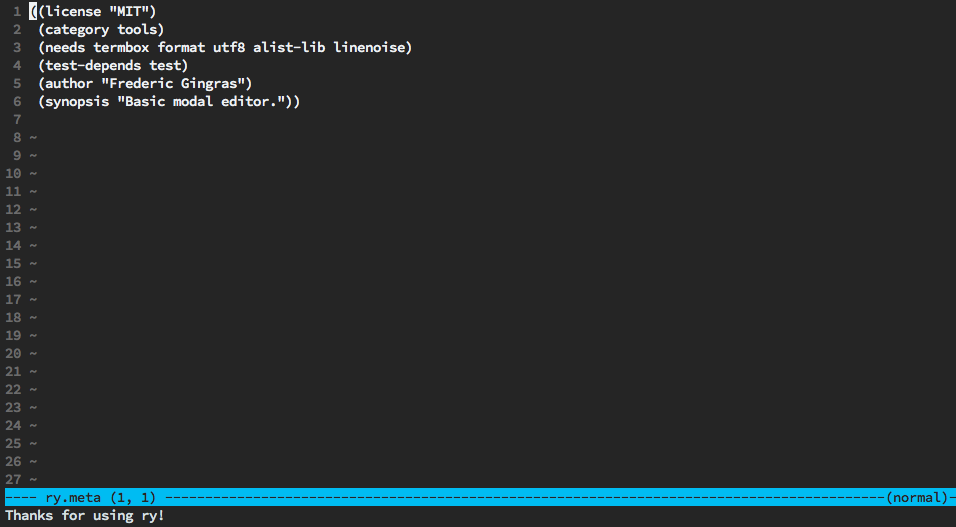 1 ((license "MIT")
2 (category tools)
3 (needs termbox format utf8 alist-lib linenoise)
4 (test-depends test)
5 (author "Frederic Gingras")
6 (synopsis "Basic modal editor."))
7
8 ~
9 ~
10 ~
11 ~
12 ~
13 ~
14 ~
15 ~
16 ~
17 ~
18 ~
19 ~
20 ~
21 ~
22 ~
23 ~
24 ~
25 ~
26 ~
27 ~
---- ry.meta (1, 1) ------------------------------------------------------------------------------------------(normal)-
Thanks for using ry!